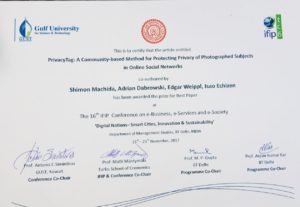 Gulf University
for Science & Technology
GUST
ifip
This is to certify that the article entitled
PrivacyTag: A Community-based Method for Protecting Privacy of Photographed Subjects
in Online Social Networks
co-authored by
Shimon Machida, Adrian Dabrowski, Edgar Weippl, Isao Echizen
has been awarded the prize for Best Paper
at
The 16th IFIP Conference on e-Business, e-Services and e-Society
'Digital Nations– Smart Cities, Innovation & Sustainability'
Department of Management Studies, IIT Delhi, INDIA
21st – 23rd November, 2017
Prof. Antonis C. Simintiras
GUST, Kuwait
Conference Co-Chair
Prof. Matti Mäntymäki
Turku School of Economics
IFIP & Conference Co-Chair
Prof. M. P. Gupta
IIT Delhi
Programme Co-Chair
Prof. Arpan Kumar Kar
IIT Delhi
Programme Co-Chair